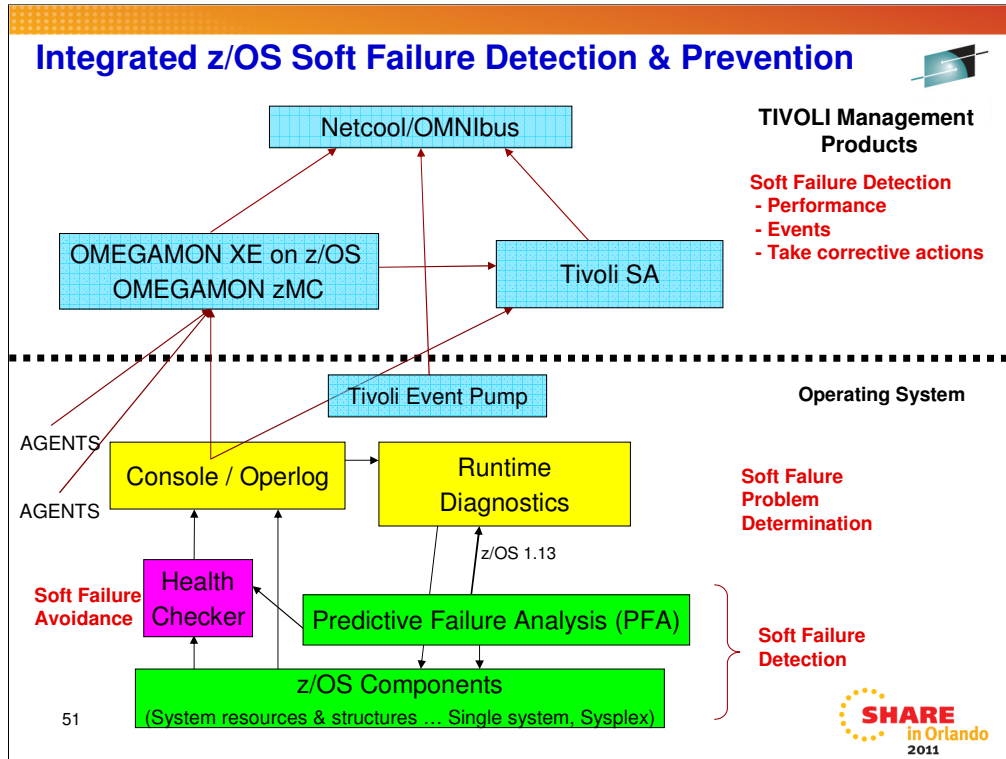 Integrated z/OS Soft Failure Detection & Prevention
Netcool/OMNIbus
TIVOLI Management
Products
Soft Failure Detection
- Performance
- Events
- Take corrective actions
OMEGAMON XE on z/OS
OMEGAMON zMC
Tivoli SA
Tivoli Event Pump
Operating System
AGENTS
AGENTS
Console / Operlog
Runtime
Diagnostics
Soft Falure
Problem
Determination
z/OS 1.13
Soft Failure
Avoidance
Health
Checker
Predictive Failure Analysis (PFA)
Soft Failure
Detection
z/OS Components
(System resources & structures … Single system, Sysplex)
51
SHARE
in Orlando
2011